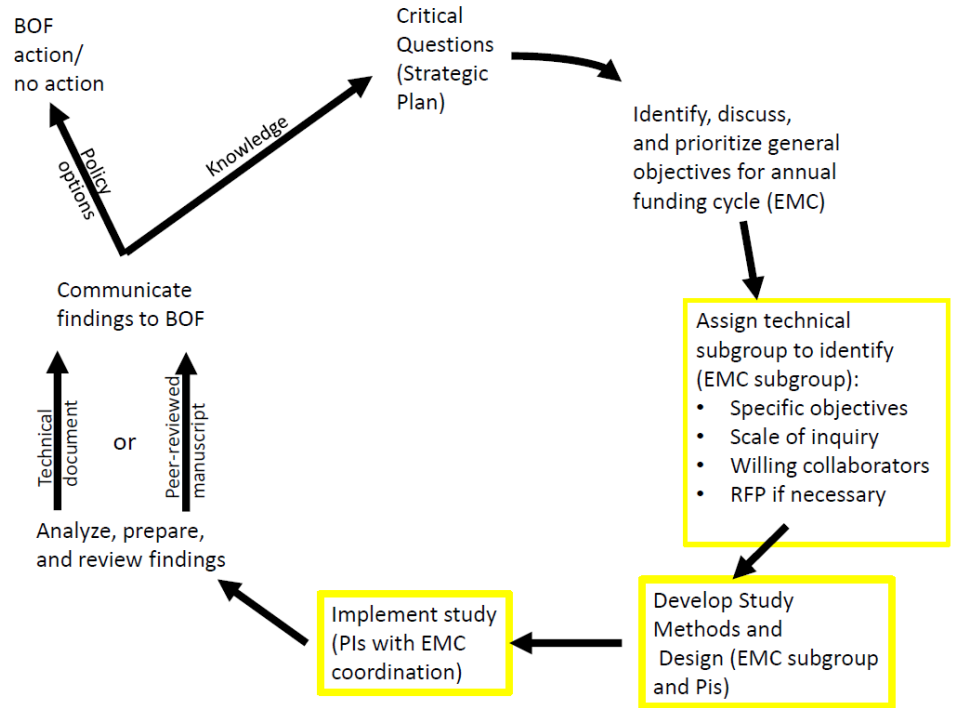 BOF
action/
no action
Critical
Questions
(Strategic
Plan)
Policy
options
Knowledge
Identify, discuss,
and prioritize general
objectives for annual
funding cycle (EMC)
Communicate
findings to BOF
Assign technical
subgroup to identify
(EMC subgroup):
• Specific objectives
• Scale of inquiry
• Willing collaborators
• RFP if necessary
Technical
document
or
Peer-reviewed
manuscript
Analyze, prepare,
and review findings
Implement study
(PIs with EMC
coordination)
Develop Study
Methods and
Design (EMC subgroup
and Pis)